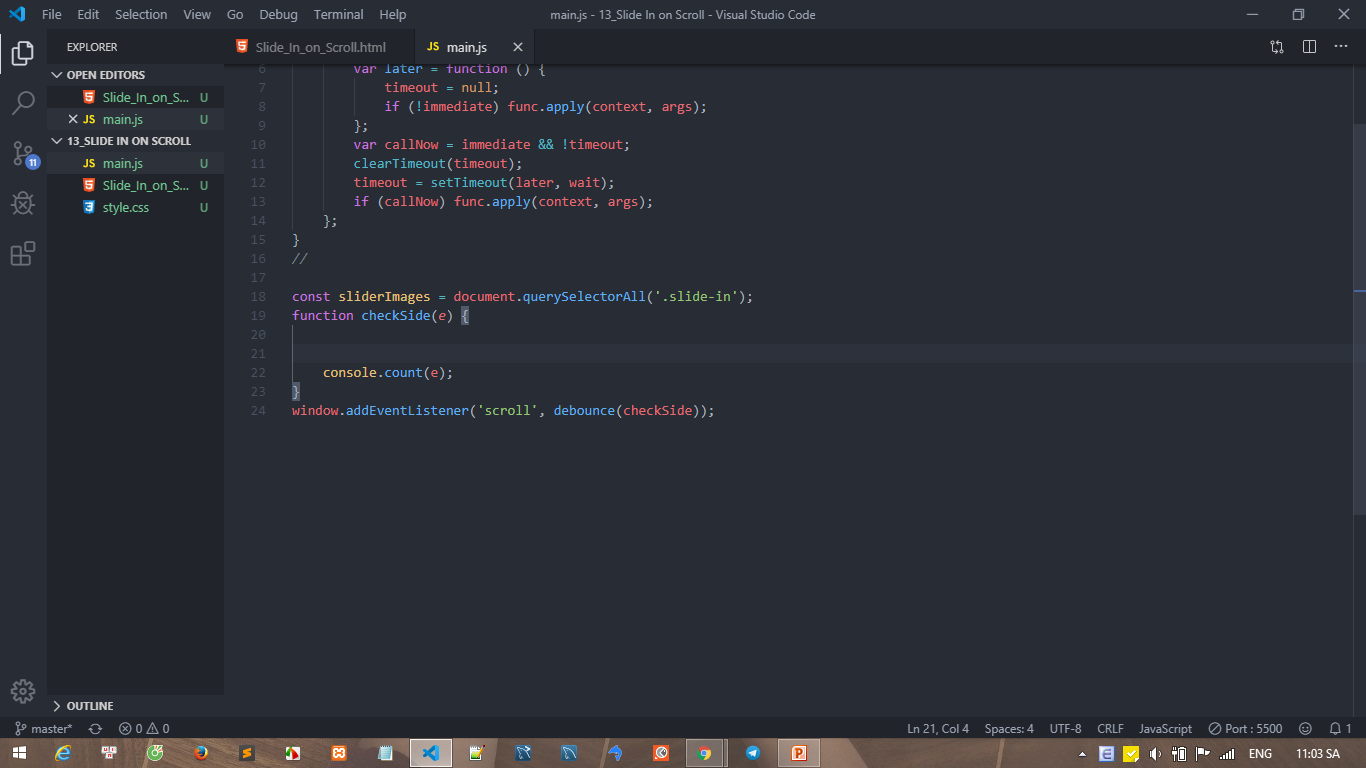 File Edit Selection View Go Debug Terminal Help
main.js - 13_Slide In on Scroll - Visual Studio Code
EXPLORER
OPEN EDITORS
Slide_In_on_S... U
JS main.js U
13_SLIDE IN ON SCROLL
JS main.js U
Slide_In_on_S... U
style.css U
OUTLINE
11
Slide_In_on_Scroll.html
JS main.js
6 var later = function () {
7 timeout = null;
8 if (!immediate) func.apply(context, args);
9 };
10 var callNow = immediate && !timeout;
11 clearTimeout(timeout);
12 timeout = setTimeout(later, wait);
13 if (callNow) func.apply(context, args);
14 };
15 }
16 //
17
18 const sliderImages = document.querySelectorAll('.slide-in');
19 function checkSide(e) {
20
21
22 console.count(e);
23 }
24 window.addEventListener('scroll', debounce(checkSide));
master* 0 0
Ln 21, Col 4 Spaces: 4 UTF-8 CRLF JavaScript Port : 5500 1
ENG 11:03 SA